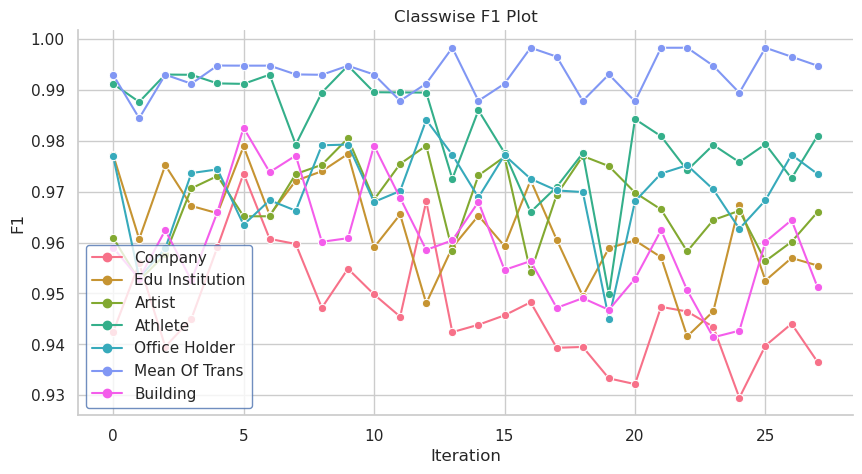 Classwise F1 Plot
1.00
0.99
0.98
0.97
0.96
0.95
0.94
0.93
F1
Company
Edu Institution
Artist
Athlete
Office Holder
Mean Of Trans
Building
0 5 10 15 20 25
Iteration